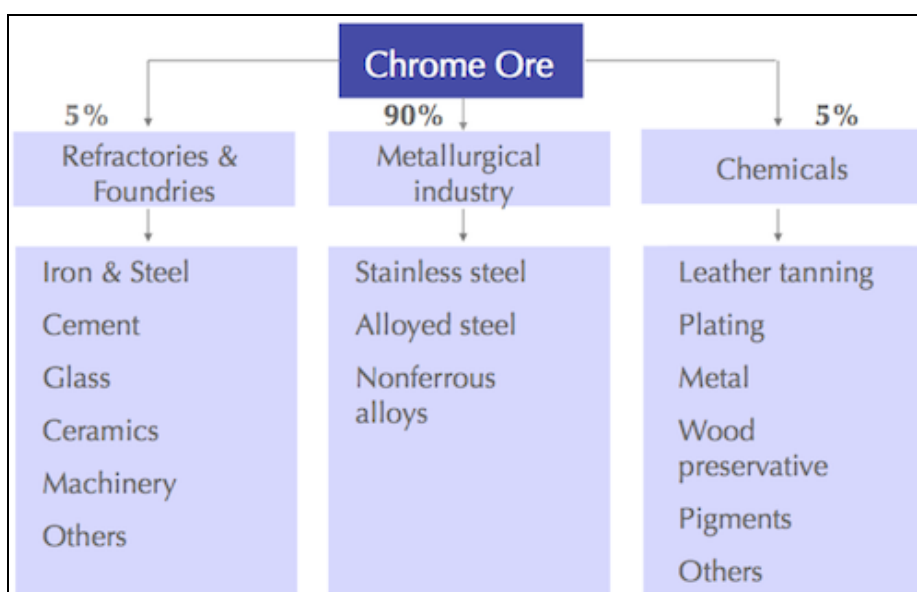 Chrome Ore
5%
Refractories &
Foundries
Iron & Steel
Cement
Glass
Ceramics
Machinery
Others
90%
Metallurgical
industry
Stainless steel
Alloyed steel
Nonferrous
alloys
5%
Chemicals
Leather tanning
Plating
Metal
Wood
preservative
Pigments
Others